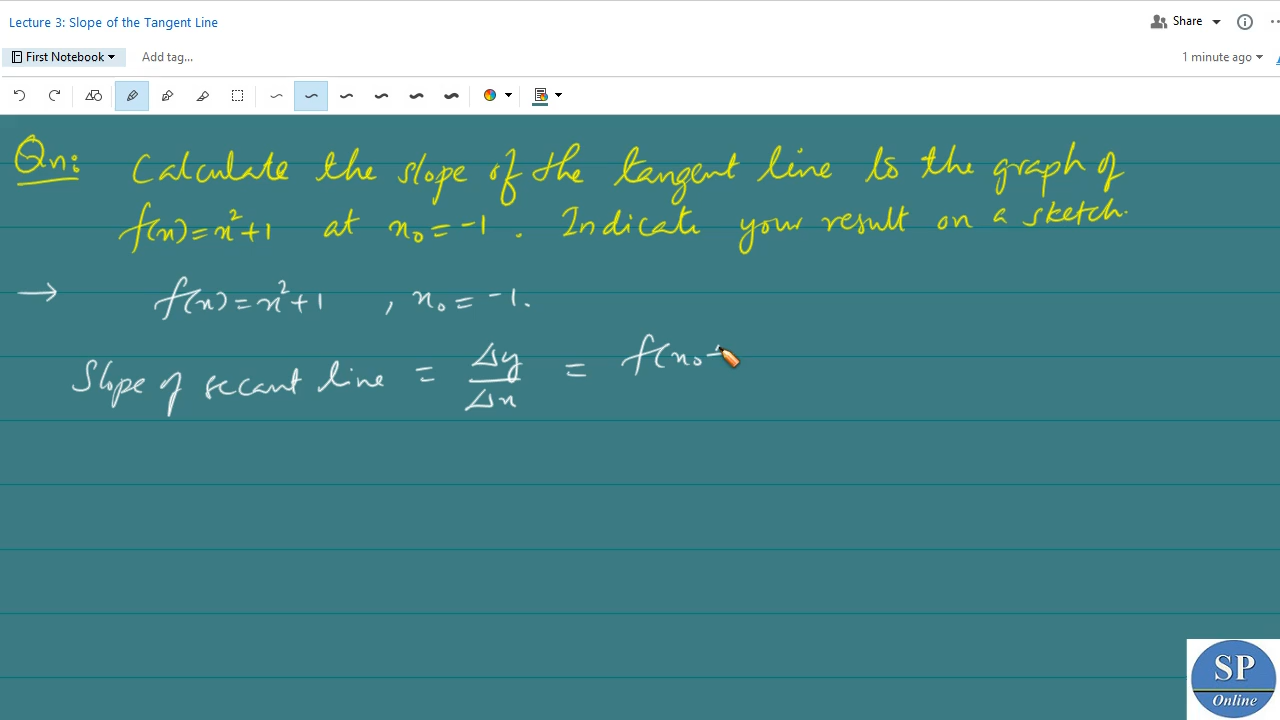 Lecture 3: Slope of the Tangent Line
Share
First Notebook
Add tag...
1 minute ago
Qn: Calculate the slope of the tangent line to the graph of
f(x)=x²+1 at x₀=-1. Indicate your result on a sketch.
→ f(x)=x²+1, x₀=-1.
Slope of secant line = Δy/Δx = f(x₀+
SP
Online